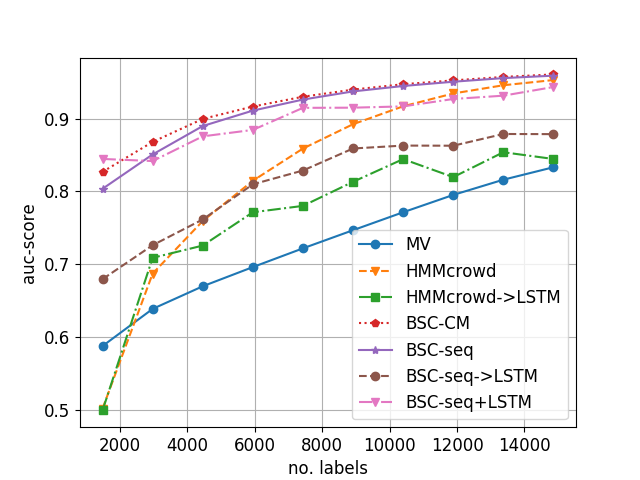 auc-score
0.9
0.8
0.7
0.6
0.5
MV
HMMcrowd
HMMcrowd->LSTM
BSC-CM
BSC-seq
BSC-seq->LSTM
BSC-seq+LSTM
2000 4000 6000 8000 10000 12000 14000
no. labels